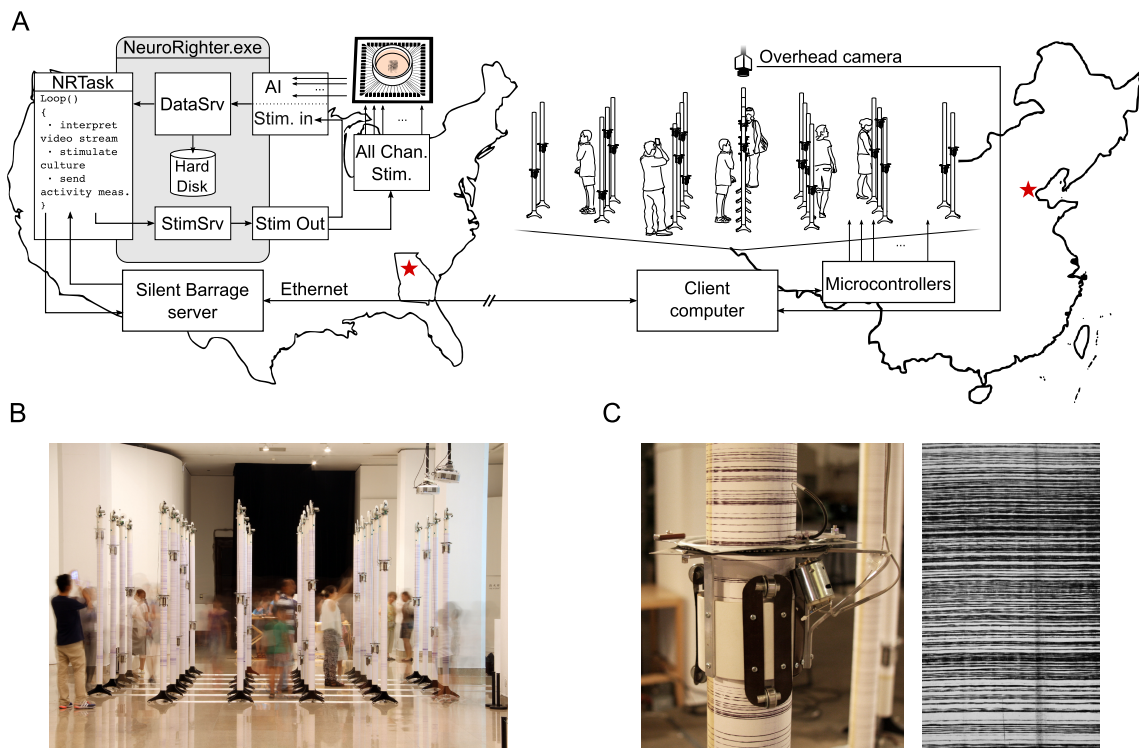 A
NeuroRighter.exe
NRTask
Loop()
{
· interpret
video stream
· stimulate
culture
· send
activity meas.
}
DataSrv
Hard
Disk
StimSrv
AI
...
Stim. in
Stim Out
...
All Chan.
Stim.
Silent Barrage
server
Ethernet
Overhead camera
Client
computer
...
Microcontrollers
B
C